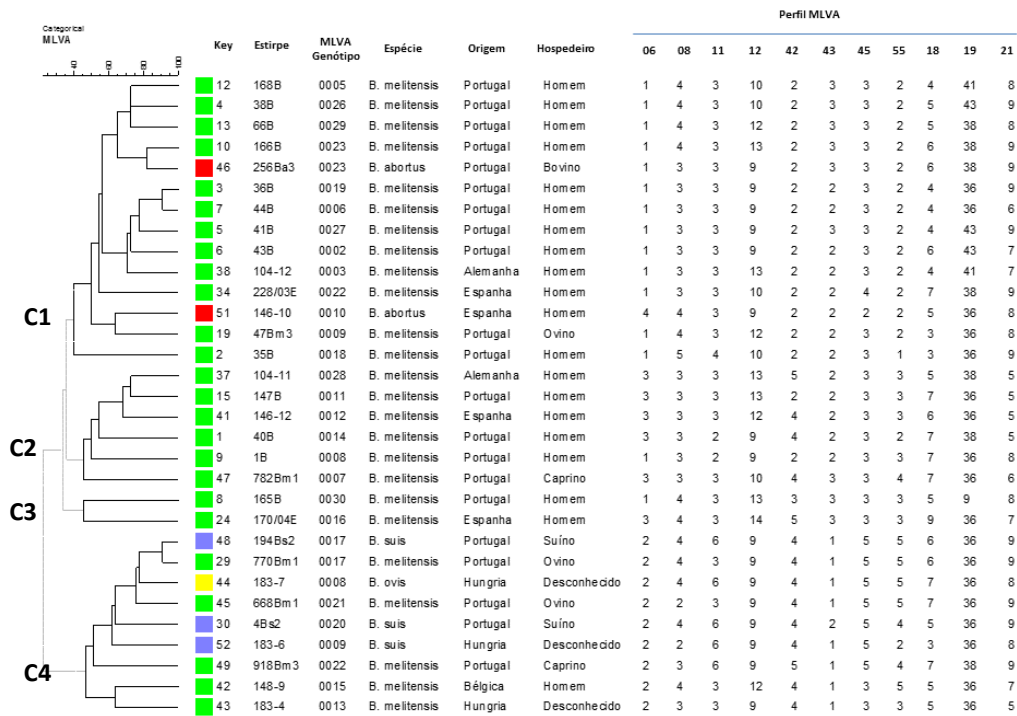 Perfil MLVA
Categorical
MLVA
40 60 80 100
Key Estirpe MLVA Genótipo Espécie Origem Hospedeiro 06 08 11 12 42 43 45 55 18 19 21
12 168B 0005 B. melitensis Portugal Homem 1 4 3 10 2 3 3 2 4 41 8
4 38B 0026 B. melitensis Portugal Homem 1 4 3 10 2 3 3 2 5 43 9
13 66B 0029 B. melitensis Portugal Homem 1 4 3 12 2 3 3 2 5 38 8
10 166B 0023 B. melitensis Portugal Homem 1 4 3 13 2 3 3 2 6 38 9
46 256Ba3 0023 B. abortus Portugal Bovino 1 3 3 9 2 3 3 2 6 38 9
3 36B 0019 B. melitensis Portugal Homem 1 3 3 9 2 2 3 2 4 36 9
7 44B 0006 B. melitensis Portugal Homem 1 3 3 9 2 2 3 2 4 36 6
5 41B 0027 B. melitensis Portugal Homem 1 3 3 9 2 3 3 2 4 43 9
6 43B 0002 B. melitensis Portugal Homem 1 3 3 9 2 2 3 2 6 43 7
38 104-12 0003 B. melitensis Alemanha Homem 1 3 3 13 2 2 3 2 4 41 7
34 228/03E 0022 B. melitensis Espanha Homem 1 3 3 10 2 2 4 2 7 38 9
C1
51 146-10 0010 B. abortus Espanha Homem 4 4 3 9 2 2 2 2 5 36 8
19 47Bm3 0009 B. melitensis Portugal Ovino 1 4 3 12 2 2 2 2 3 36 8
2 35B 0018 B. melitensis Portugal Homem 1 5 4 10 2 2 3 1 3 36 9
37 104-11 0028 B. melitensis Alemanha Homem 3 3 3 13 5 2 3 3 5 38 5
15 147B 0011 B. melitensis Portugal Homem 3 3 3 13 2 2 3 3 7 36 5
41 146-12 0012 B. melitensis Espanha Homem 3 3 3 12 4 2 3 3 6 36 5
1 40B 0014 B. melitensis Portugal Homem 3 3 2 9 4 2 3 2 7 38 5
C2
9 1B 0008 B. melitensis Portugal Homem 1 3 2 9 2 2 3 3 7 36 8
47 782Bm1 0007 B. melitensis Portugal Caprino 3 3 3 10 4 3 3 4 7 36 6
8 165B 0030 B. melitensis Portugal Homem 1 4 3 13 3 3 3 3 5 9 8
C3
24 170/04E 0016 B. melitensis Espanha Homem 3 4 3 14 5 3 3 3 9 36 7
48 194Bs2 0017 B. suis Portugal Suíno 2 4 6 9 4 1 5 5 6 36 9
29 770Bm1 0017 B. melitensis Portugal Ovino 2 4 3 9 4 1 5 5 6 36 9
44 183-7 0008 B. ovis Hungria Desconhecido 2 4 6 9 4 1 5 5 7 36 8
45 668Bm1 0021 B. melitensis Portugal Ovino 2 2 3 9 4 1 5 5 7 36 9
30 4Bs2 0020 B. suis Portugal Suíno 2 4 6 9 4 2 5 4 5 36 9
52 183-6 0009 B. suis Hungria Desconhecido 2 2 6 9 4 1 5 2 3 36 8
C4
49 918Bm3 0022 B. melitensis Portugal Caprino 2 3 6 9 5 1 5 4 7 38 9
42 148-9 0015 B. melitensis Bélgica Homem 2 4 3 12 4 1 3 3 5 36 7
43 183-4 0013 B. melitensis Hungria Desconhecido 2 3 3 9 4 1 3 3 5 36 5